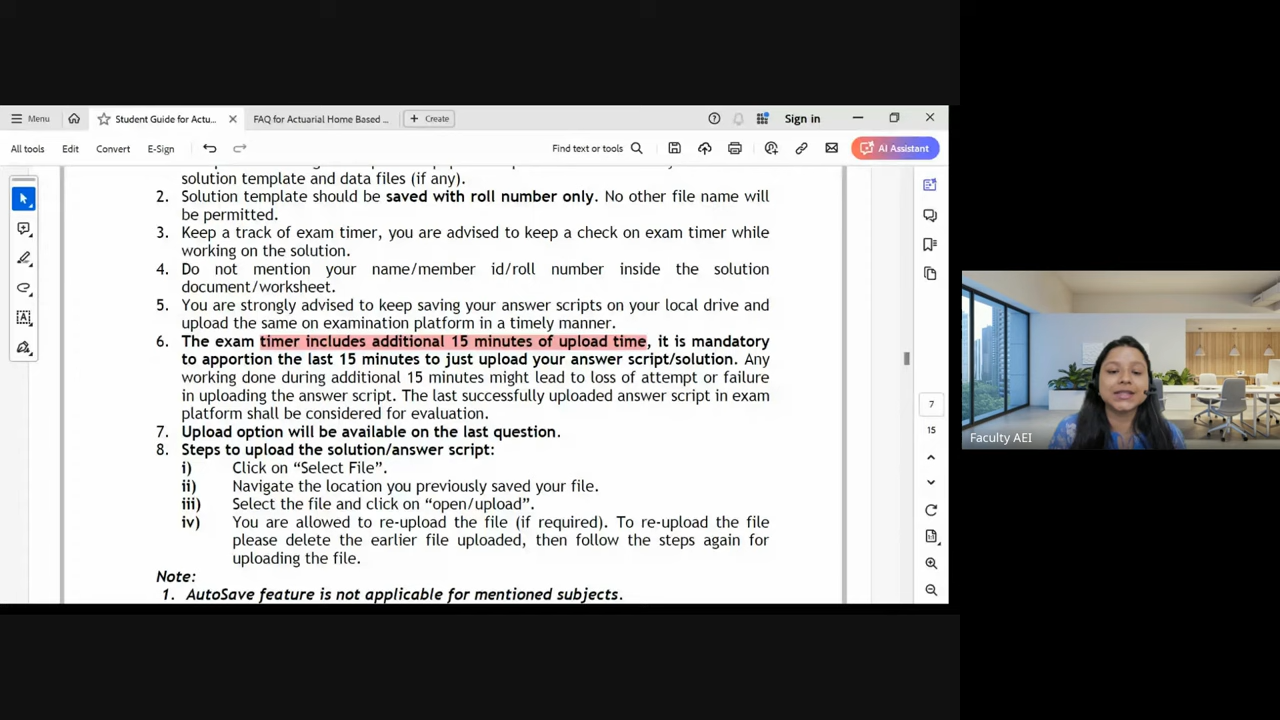 Menu
Student Guide for Actu...
FAQ for Actuarial Home Based ...
Create
Sign in
All tools
Edit
Convert
E-Sign
Find text or tools
AI Assistant
solution template and data files (if any).
2. Solution template should be saved with roll number only. No other file name will
be permitted.
3. Keep a track of exam timer, you are advised to keep a check on exam timer while
working on the solution.
4. Do not mention your name/member id/roll number inside the solution
document/worksheet.
5. You are strongly advised to keep saving your answer scripts on your local drive and
upload the same on examination platform in a timely manner.
6. The exam timer includes additional 15 minutes of upload time, it is mandatory
to apportion the last 15 minutes to just upload your answer script/solution. Any
working done during additional 15 minutes might lead to loss of attempt or failure
in uploading the answer script. The last successfully uploaded answer script in exam
platform shall be considered for evaluation.
7. Upload option will be available on the last question.
8. Steps to upload the solution/answer script:
i) Click on “Select File”.
ii) Navigate the location you previously saved your file.
iii) Select the file and click on “open/upload”.
iv) You are allowed to re-upload the file (if required). To re-upload the file
please delete the earlier file uploaded, then follow the steps again for
uploading the file.
Note:
1. AutoSave feature is not applicable for mentioned subjects.
7
15
Faculty AEI